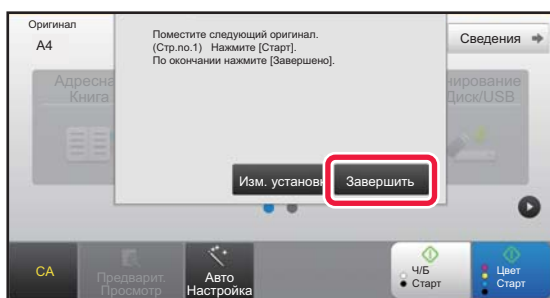 Оригинал
A4
Поместите следующий оригинал.
(Стр.no.1) Нажмите [Старт].
По окончании нажмите [Завершено].
Сведения
Адресна
Книга
нирование
Диск/USB
Изм. установк
Завершить
CA
Предварит.
Просмотр
Авто
Настройка
Ч/Б
Старт
Цвет
Старт